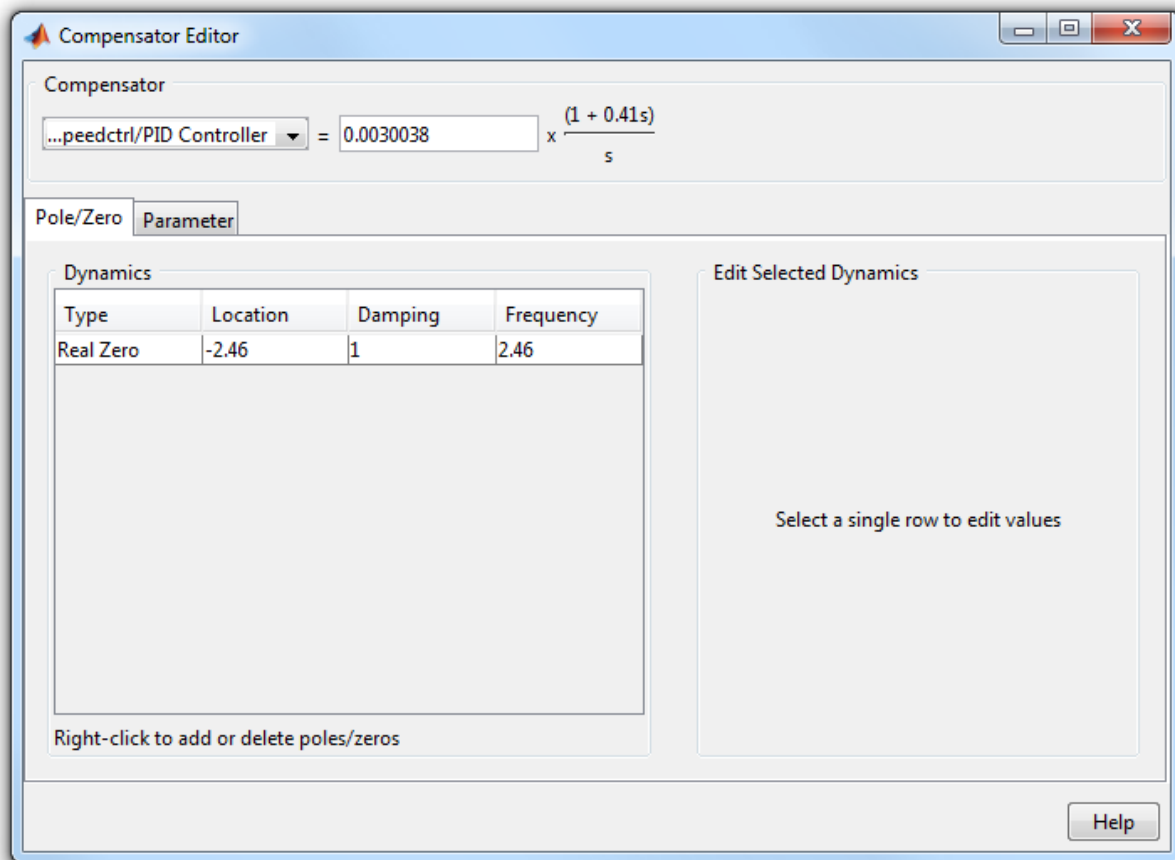 Compensator Editor
Compensator
...peedctrl/PID Controller = 0.0030038 x (1 + 0.41s)
s
Pole/Zero Parameter
Dynamics
Type Location Damping Frequency
Real Zero -2.46 1 2.46
Right-click to add or delete poles/zeros
Edit Selected Dynamics
Select a single row to edit values
Help